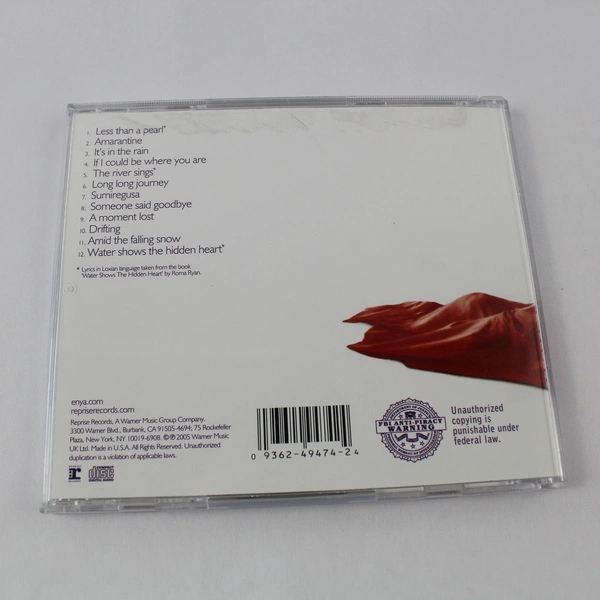 1. Less than a pearl*
2. Amarantine
3. It's in the rain
4. If I could be where you are
5. The river sings*
6. Long long journey
7. Sumiregusa
8. Someone said goodbye
9. A moment lost
10. Drifting
11. Amid the falling snow
12. Water shows the hidden heart*
* Lyrics in Loxian language taken from the book
'Water Shows The Hidden Heart' by Roma Ryan.
enya.com
repriserecords.com
Reprise Records, A Warner Music Group Company.
3300 Warner Blvd., Burbank, CA 91505-4694; 75 Rockefeller
Plaza, New York, NY 10019-6908. © ℗ 2005 Warner Music
UK Ltd. Made in U.S.A. All Rights Reserved. Unauthorized
duplication is a violation of applicable laws.
COMPACT
disc
DIGITAL AUDIO
0 9362-49474-24
FBI ANTI-PIRACY
WARNING
Unauthorized
copying is
punishable under
federal law.